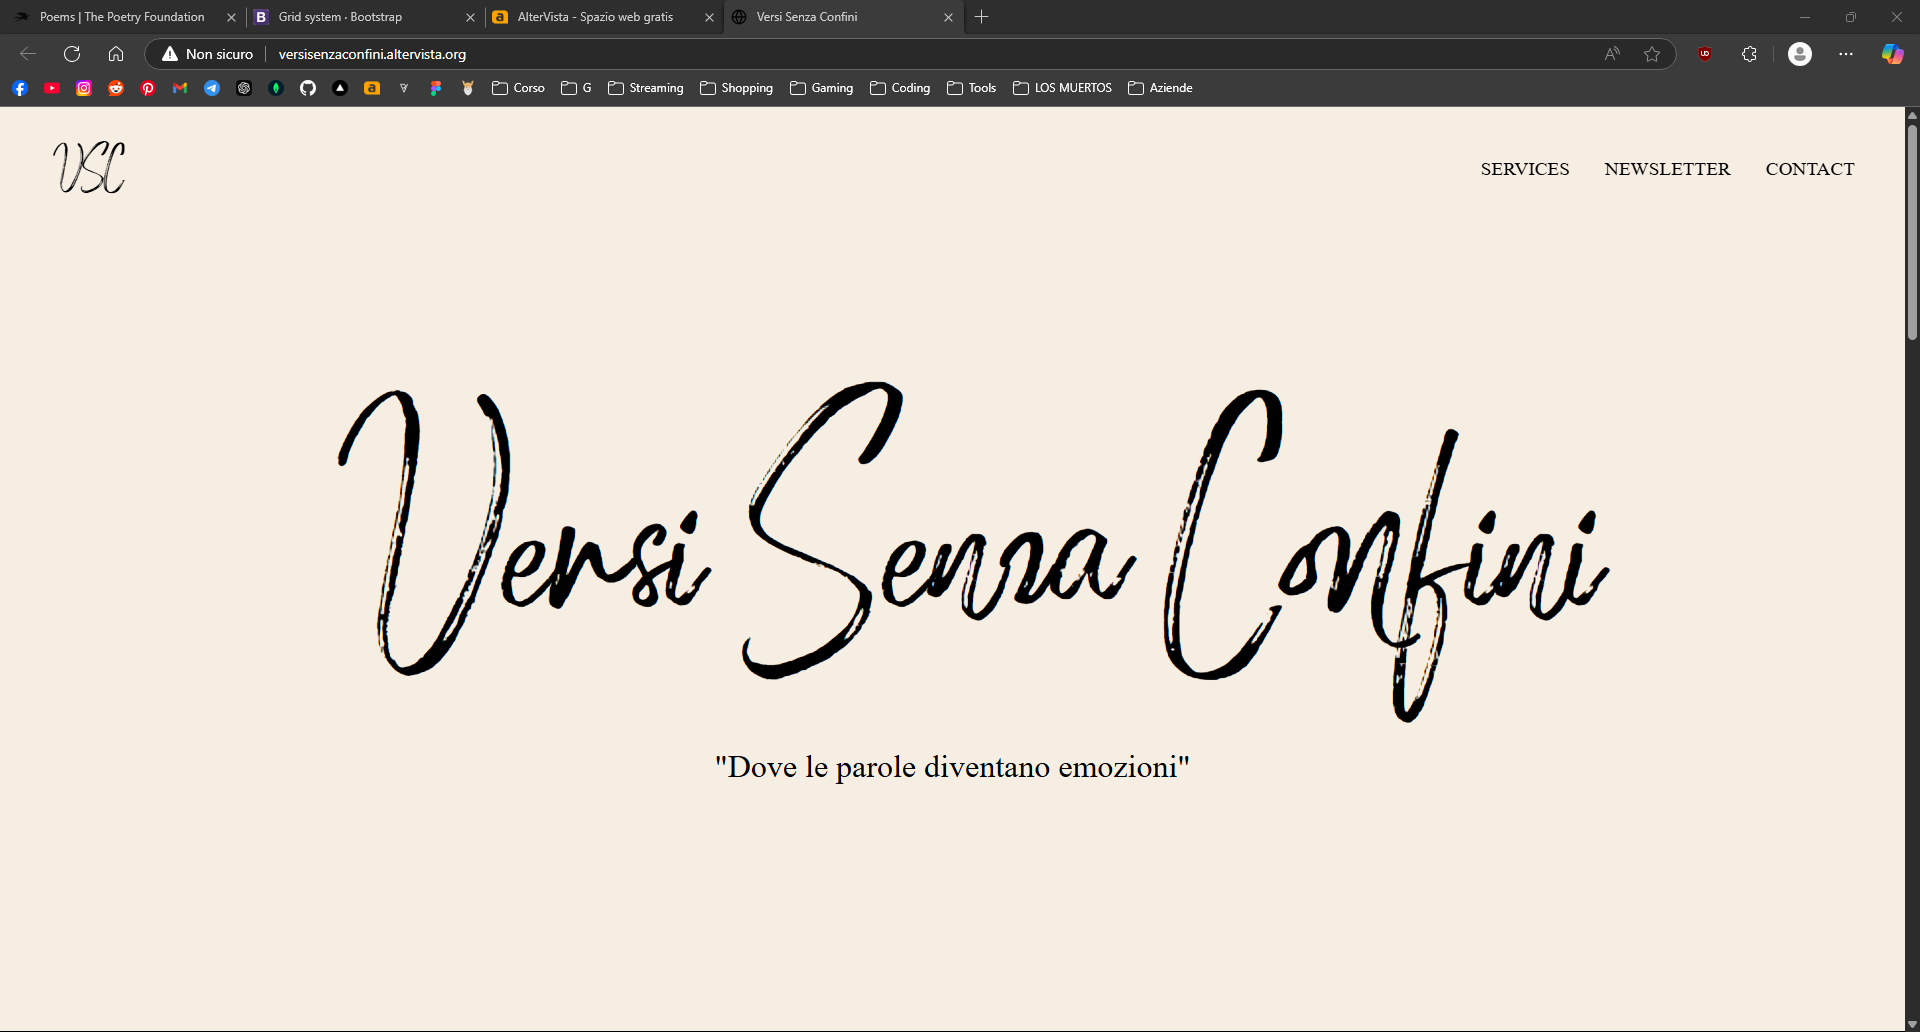 Poems | The Poetry Foundation
Grid system · Bootstrap
AlterVista - Spazio web gratis
Versi Senza Confini
Non sicuro
versisenzaconfini.altervista.org
Corso
G
Streaming
Shopping
Gaming
Coding
Tools
LOS MUERTOS
Aziende
VSC
SERVICES
NEWSLETTER
CONTACT
Versi Senza Confini
"Dove le parole diventano emozioni"